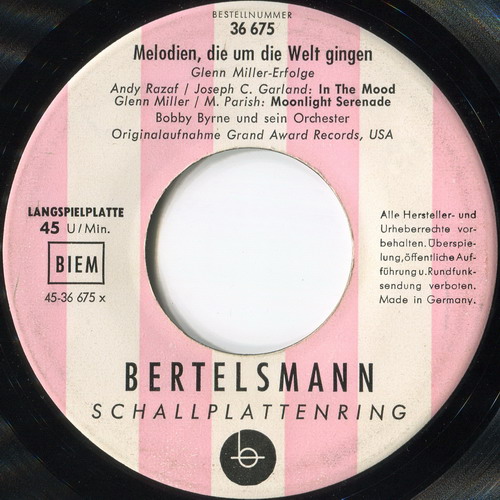 BESTELLNUMMER
36 675
Melodien, die um die Welt gingen
Glenn Miller-Erfolge
Andy Razaf / Joseph C. Garland: In The Mood
Glenn Miller / M. Parish: Moonlight Serenade
Bobby Byrne und sein Orchester
Originalaufnahme Grand Award Records, USA
LANGSPIELPLATTE
45 U/Min.
BIEM
45-36 675 x
Alle Hersteller- und
Urheberrechte vor-
behalten. Überspie-
lung, öffentliche Auf-
führung u. Rundfunk-
sendung verboten.
Made in Germany.
BERTELSMANN
SCHALLPLATTENRING
b